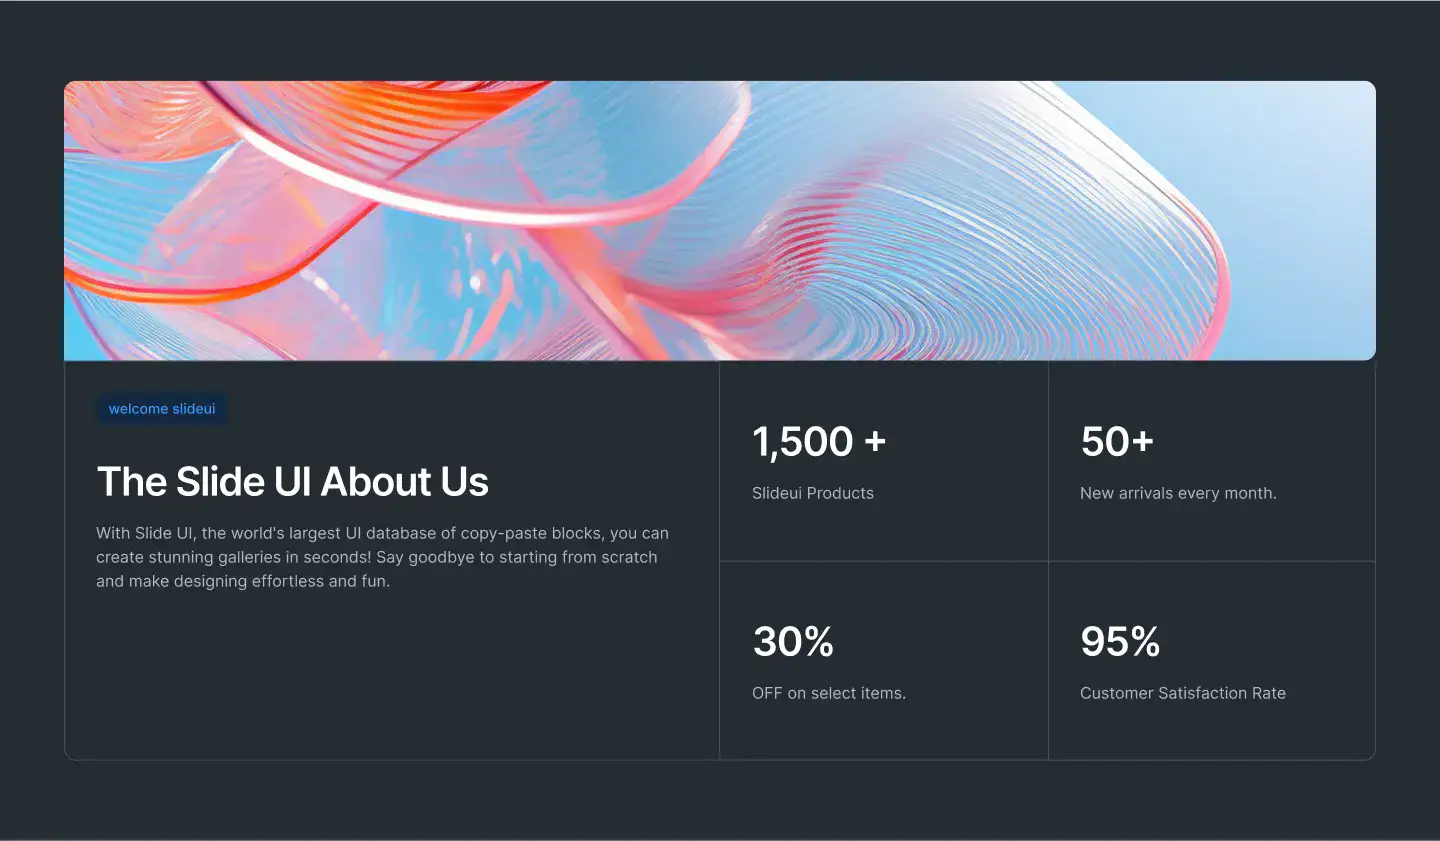 welcome slideui
The Slide UI About Us
With Slide UI, the world's largest UI database of copy-paste blocks, you can
create stunning galleries in seconds! Say goodbye to starting from scratch
and make designing effortless and fun.
1,500 +
Slideui Products
50+
New arrivals every month.
30%
OFF on select items.
95%
Customer Satisfaction Rate